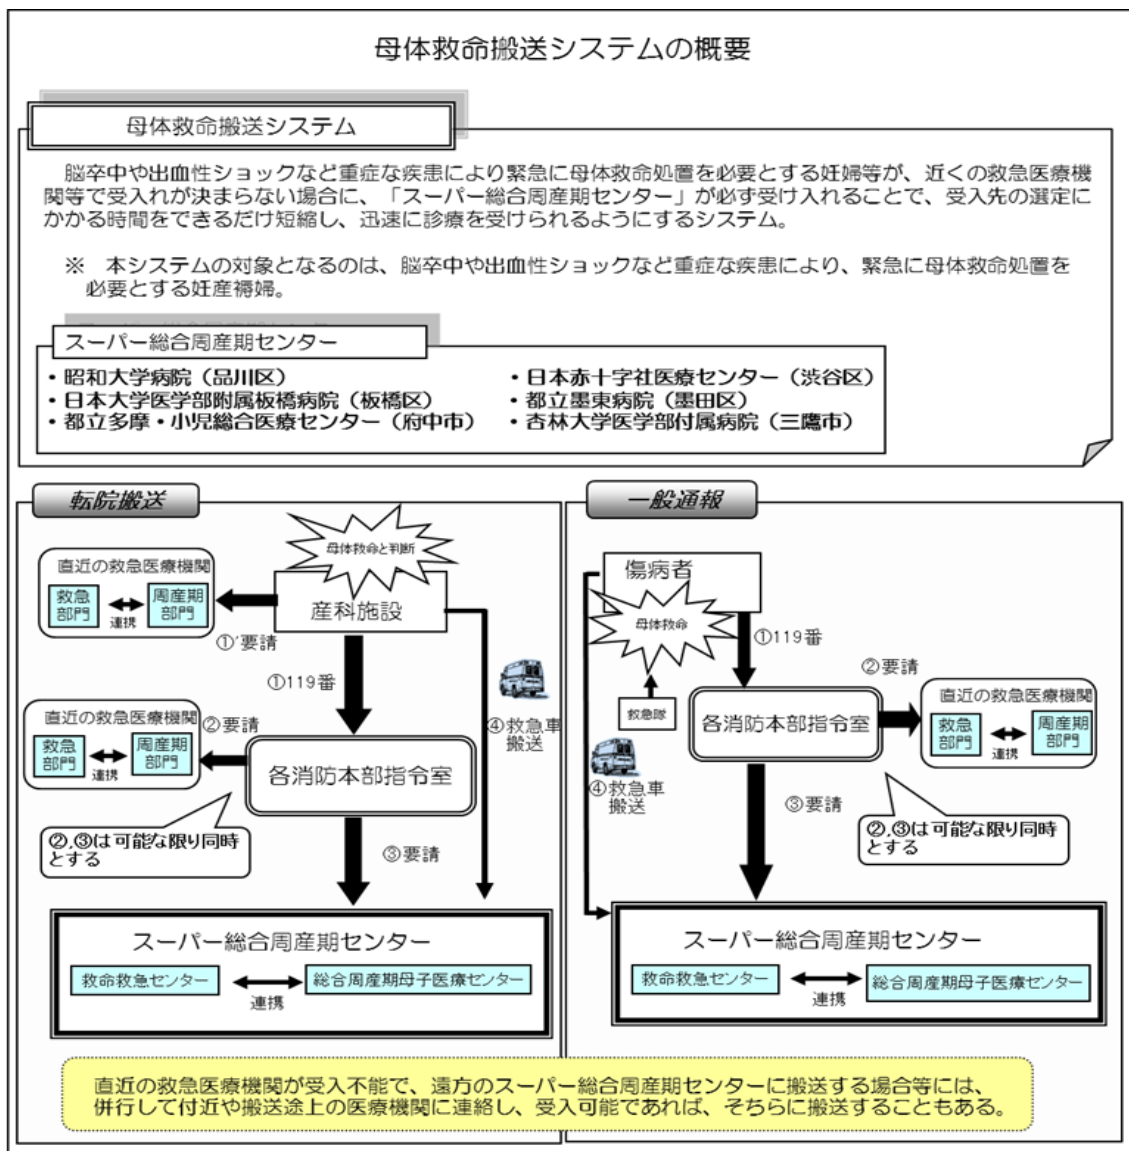 母体救命搬送システムの概要
母体救命搬送システム
脳卒中や出血性ショックなど重症な疾患により緊急に母体救命処置を必要とする妊婦等が、近くの救急医療機
関等で受入れが決まらない場合に、「スーパー総合周産期センター」が必ず受け入れることで、受入先の選定に
かかる時間をできるだけ短縮し、迅速に診療を受けられるようにするシステム。
※　本システムの対象となるのは、脳卒中や出血性ショックなど重症な疾患により、緊急に母体救命処置を
必要とする妊産褥婦。
スーパー総合周産期センター
・昭和大学病院（品川区）
・日本大学医学部附属板橋病院（板橋区）
・都立多摩・小児総合医療センター（府中市）
・日本赤十字社医療センター（渋谷区）
・都立墨東病院（墨田区）
・杏林大学医学部付属病院（三鷹市）
転院搬送
母体救命と判断
産科施設
直近の救急医療機関
救急
部門
連携
周産期
部門
①’要請
①119番
④救急車
搬送
②要請
直近の救急医療機関
救急
部門
連携
周産期
部門
各消防本部指令室
②,③は可能な限り同時
とする
③要請
スーパー総合周産期センター
救命救急センター
連携
総合周産期母子医療センター
一般通報
傷病者
母体救命
①119番
救急隊
各消防本部指令室
②要請
直近の救急医療機関
救急
部門
連携
周産期
部門
④救急車
搬送
③要請
②,③は可能な限り同時
とする
スーパー総合周産期センター
救命救急センター
連携
総合周産期母子医療センター
直近の救急医療機関が受入不能で、遠方のスーパー総合周産期センターに搬送する場合等には、
併行して付近や搬送途上の医療機関に連絡し、受入可能であれば、そちらに搬送することもある。